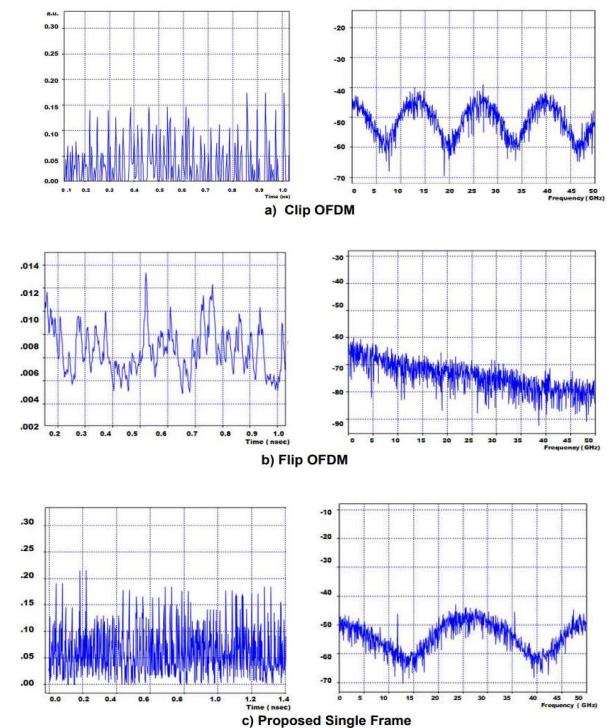 a.u.
0.30
0.25
0.20
0.15
0.10
0.05
0.00
0 .1 0.2 0.3 0.4 0.5 0.6 0.7 0.8 0.9 1.0
Time (ns)
-20
-30
-40
-50
-60
-70
0 5 10 15 20 25 30 35 40 45 50
Frequency ( GHz)
a) Clip OFDM
.014
.012
.010
.008
.006
.004
.002
0.2 0.3 0.4 0.5 0.6 0.7 0.8 0.9 1.0
Time ( nsec)
-30
-40
-50
-60
-70
-80
-90
0 5 10 15 20 25 30 35 40 45 50
Frequency ( GHz)
b) Flip OFDM
.30
.25
.20
.15
.10
.05
.00
0.0 0.2 0.4 0.6 0.8 1.0 1.2 1.4
Time ( nsec)
-10
-20
-30
-40
-50
-60
-70
0 5 10 15 20 25 30 35 40 45 50
Frequency ( GHz)
c) Proposed Single Frame